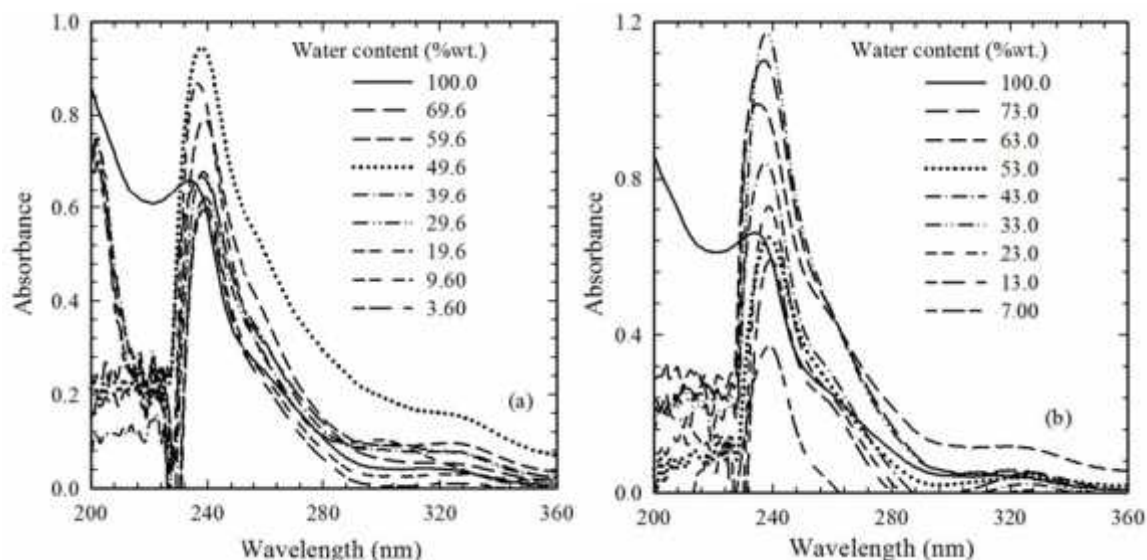 Water content (%wt.)
100.0
69.6
59.6
49.6
39.6
29.6
19.6
9.60
3.60
(a)
Absorbance
1.0
0.8
0.6
0.4
0.2
0.0
200 240 280 320 360
Wavelength (nm)
Water content (%wt.)
100.0
73.0
63.0
53.0
43.0
33.0
23.0
13.0
7.00
(b)
Absorbance
1.2
0.8
0.4
0.0
200 240 280 320 360
Wavelength (nm)